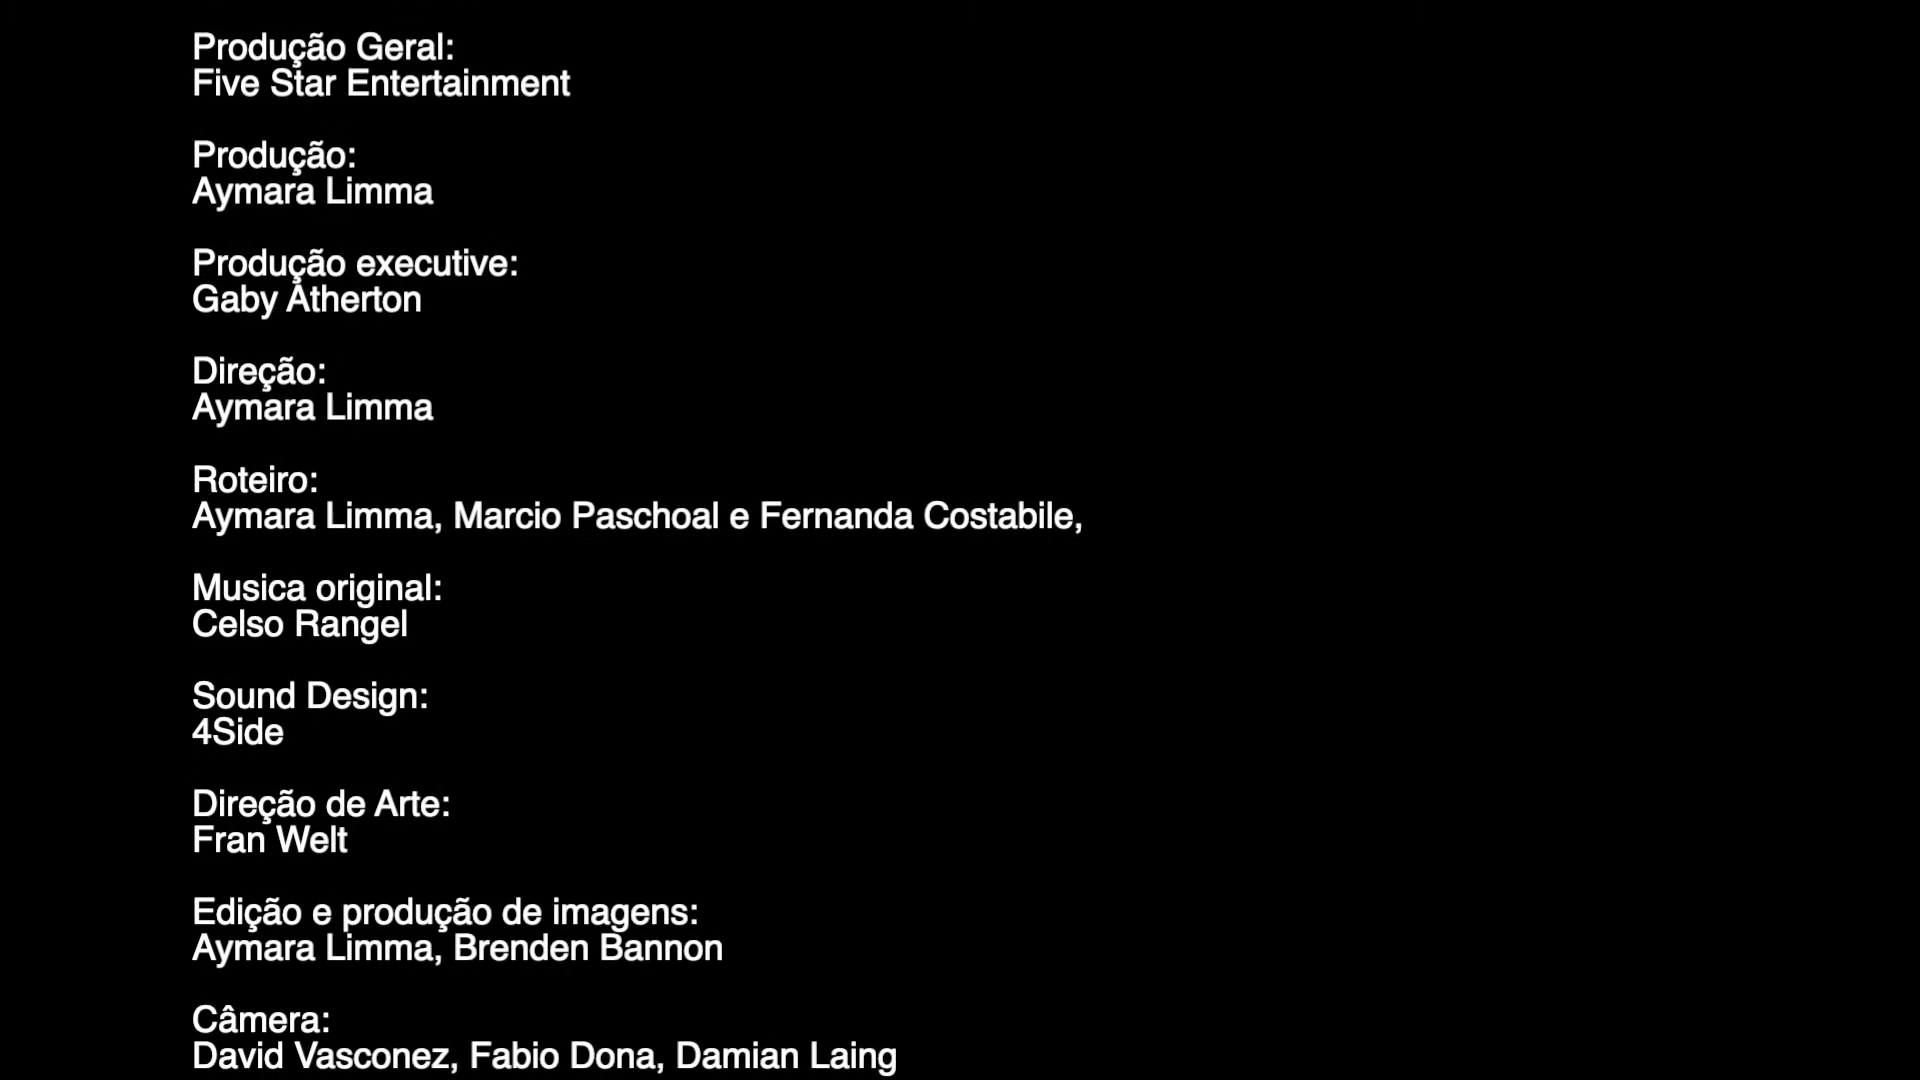 Produção Geral:
Five Star Entertainment
Produção:
Aymara Limma
Produção executive:
Gaby Atherton
Direção:
Aymara Limma
Roteiro:
Aymara Limma, Marcio Paschoal e Fernanda Costabile,
Musica original:
Celso Rangel
Sound Design:
4Side
Direção de Arte:
Fran Welt
Edição e produção de imagens:
Aymara Limma, Brenden Bannon
Câmera:
David Vasconez, Fabio Dona, Damian Laing